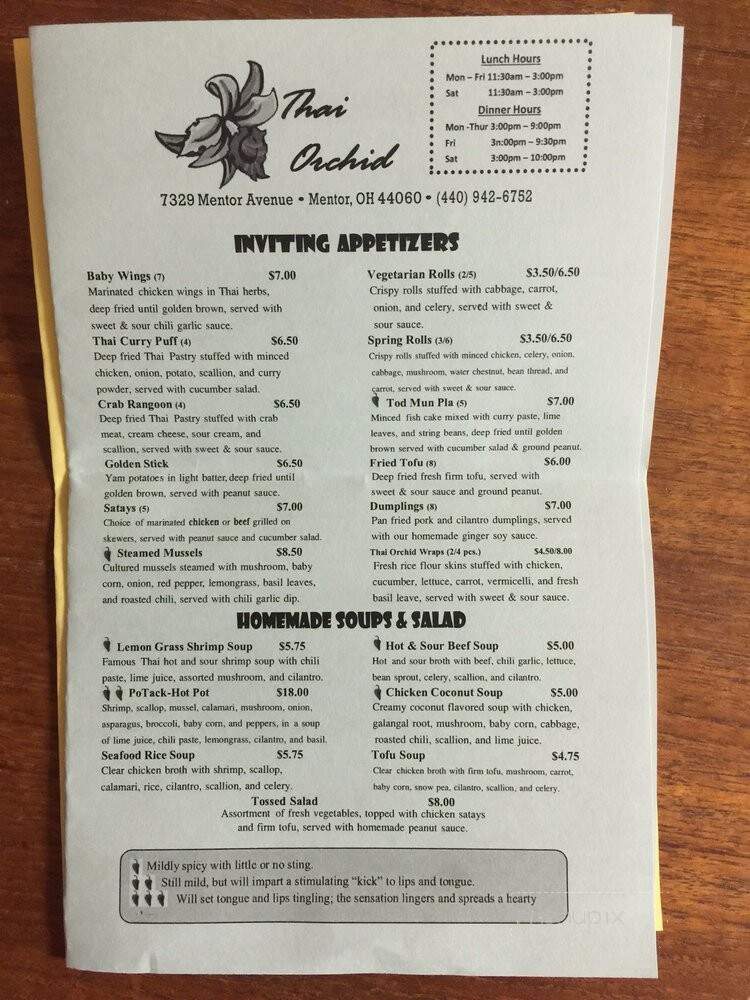 Thai
Orchid
Lunch Hours
Mon – Fri 11:30am – 3:00pm
Sat 11:30am – 3:00pm
Dinner Hours
Mon -Thur 3:00pm – 9:00pm
Fri 3n:00pm – 9:30pm
Sat 3:00pm – 10:00pm
7329 Mentor Avenue • Mentor, OH 44060 • (440) 942-6752
INVITING APPETIZERS
Baby Wings (7) $7.00
Marinated chicken wings in Thai herbs,
deep fried until golden brown, served with
sweet & sour chili garlic sauce.
Thai Curry Puff (4) $6.50
Deep fried Thai Pastry stuffed with minced
chicken, onion, potato, scallion, and curry
powder, served with cucumber salad.
Crab Rangoon (4) $6.50
Deep fried Thai Pastry stuffed with crab
meat, cream cheese, sour cream, and
scallion, served with sweet & sour sauce.
Golden Stick $6.50
Yam potatoes in light batter, deep fried until
golden brown, served with peanut sauce.
Satays (5) $7.00
Choice of marinated chicken or beef grilled on
skewers, served with peanut sauce and cucumber salad.
Steamed Mussels $8.50
Cultured mussels steamed with mushroom, baby
corn, onion, red pepper, lemongrass, basil leaves,
and roasted chili, served with chili garlic dip.
Vegetarian Rolls (2/5) $3.50/6.50
Crispy rolls stuffed with cabbage, carrot,
onion, and celery, served with sweet &
sour sauce.
Spring Rolls (3/6) $3.50/6.50
Crispy rolls stuffed with minced chicken, celery, onion,
cabbage, mushroom, water chestnut, bean thread, and
carrot, served with sweet & sour sauce.
Tod Mun Pla (5) $7.00
Minced fish cake mixed with curry paste, lime
leaves, and string beans, deep fried until golden
brown served with cucumber salad & ground peanut.
Fried Tofu (8) $6.00
Deep fried fresh firm tofu, served with
sweet & sour sauce and ground peanut.
Dumplings (8) $7.00
Pan fried pork and cilantro dumplings, served
with our homemade ginger soy sauce.
Thai Orchid Wraps (2/4 pcs.) $4.50/8.00
Fresh rice flour skins stuffed with chicken,
cucumber, lettuce, carrot, vermicelli, and fresh
basil leave, served with sweet & sour sauce.
HOMEMADE SOUPS & SALAD
Lemon Grass Shrimp Soup $5.75
Famous Thai hot and sour shrimp soup with chili
paste, lime juice, assorted mushroom, and cilantro.
PoTack-Hot Pot $18.00
Shrimp, scallop, mussel, calamari, mushroom, onion,
asparagus, broccoli, baby corn, and peppers, in a soup
of lime juice, chili paste, lemongrass, cilantro, and basil.
Seafood Rice Soup $5.75
Clear chicken broth with shrimp, scallop,
calamari, rice, cilantro, scallion, and celery.
Hot & Sour Beef Soup $5.00
Hot and sour broth with beef, chili garlic, lettuce,
bean sprout, celery, scallion, and cilantro.
Chicken Coconut Soup $5.00
Creamy coconut flavored soup with chicken,
galangal root, mushroom, baby corn, cabbage,
roasted chili, scallion, and lime juice.
Tofu Soup $4.75
Clear chicken broth with firm tofu, mushroom, carrot,
baby corn, snow pea, cilantro, scallion, and celery.
Tossed Salad $8.00
Assortment of fresh vegetables, topped with chicken satays
and firm tofu, served with homemade peanut sauce.
Mildly spicy with little or no sting.
Still mild, but will impart a stimulating “kick” to lips and tongue.
Will set tongue and lips tingling; the sensation lingers and spreads a hearty